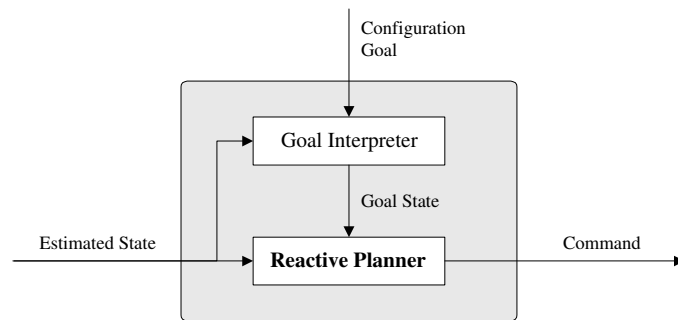 Configuration
Goal
Goal Interpreter
Goal State
Estimated State
Reactive Planner
Command